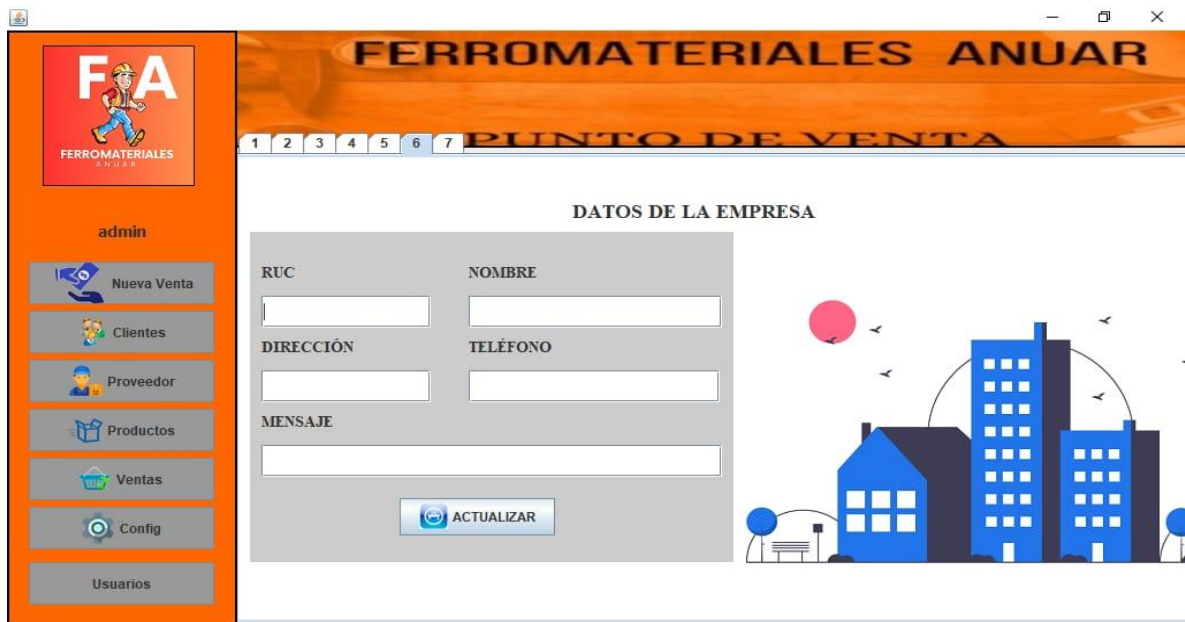 FERROMATERIALES ANUAR
PUNTO DE VENTA
F A
FERROMATERIALES
ANUAR
admin
Nueva Venta
Clientes
Proveedor
Productos
Ventas
Config
Usuarios
1 2 3 4 5 6 7
DATOS DE LA EMPRESA
RUC NOMBRE
DIRECCIÓN TELÉFONO
MENSAJE
ACTUALIZAR